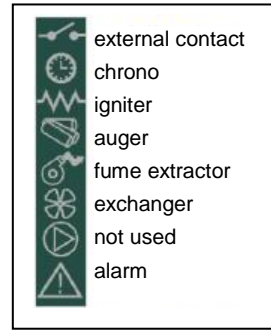 external contact
chrono
igniter
auger
fume extractor
exchanger
not used
alarm